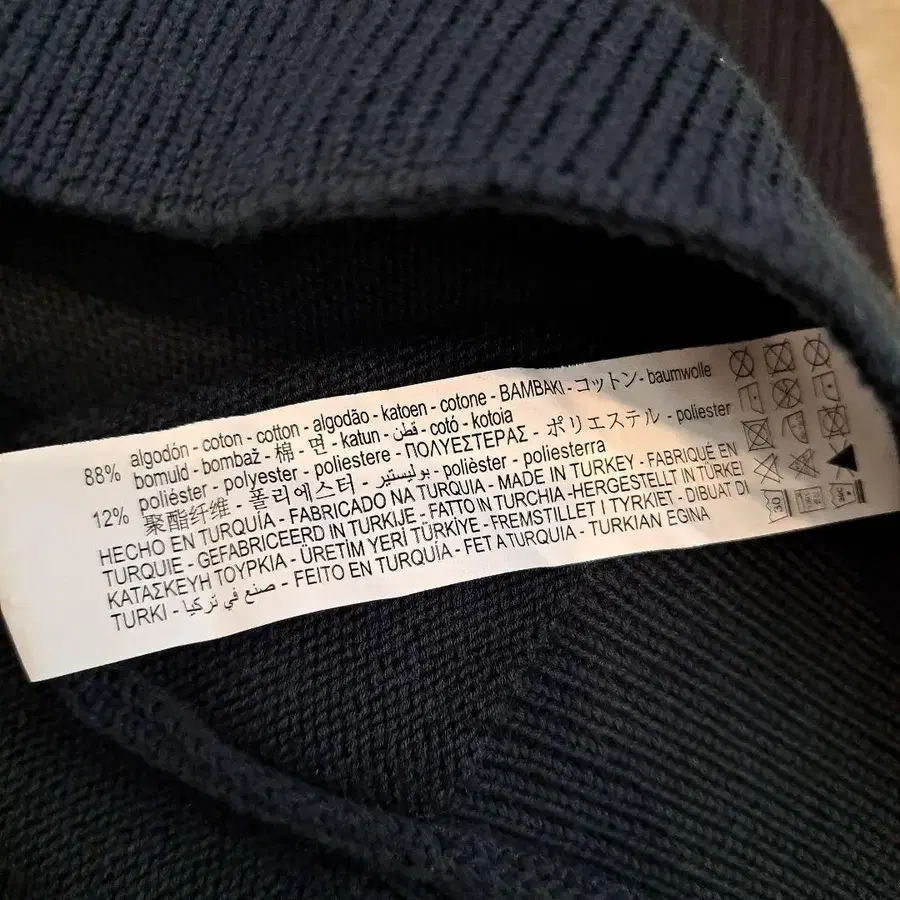 88% algodón - coton - cotton - algodão - katoen - cotone - BAMBAKI - コットン - baumwolle
bomuld - bombaž - 棉 - 면 - katun - قطن - cotó - kotoia
12% poliéster - polyester - poliestere - ΠΟΛΥΕΣΤΕΡΑΣ - ポリエステル - poliester
聚酯纤维 - 폴리에스터 - بوليستير - polièster - poliesterra
HECHO EN TURQUÍA - FABRICADO NA TURQUIA - MADE IN TURKEY - FABRIQUÉ EN
TURQUIE - GEFABRICEERD IN TURKIJE - FATTO IN TURCHIA - HERGESTELLT IN TÜRKEI
ΚΑΤΑΣΚΕΥΗ ΤΟΥΡΚΙΑ - ÜRETİM YERİ TÜRKİYE - FREMSTILLET I TYRKIET - DIBUAT DI
TURKI - صنع في تركيا - FEITO EN TURQUÍA - FET A TURQUIA - TURKIAN EGINA
30